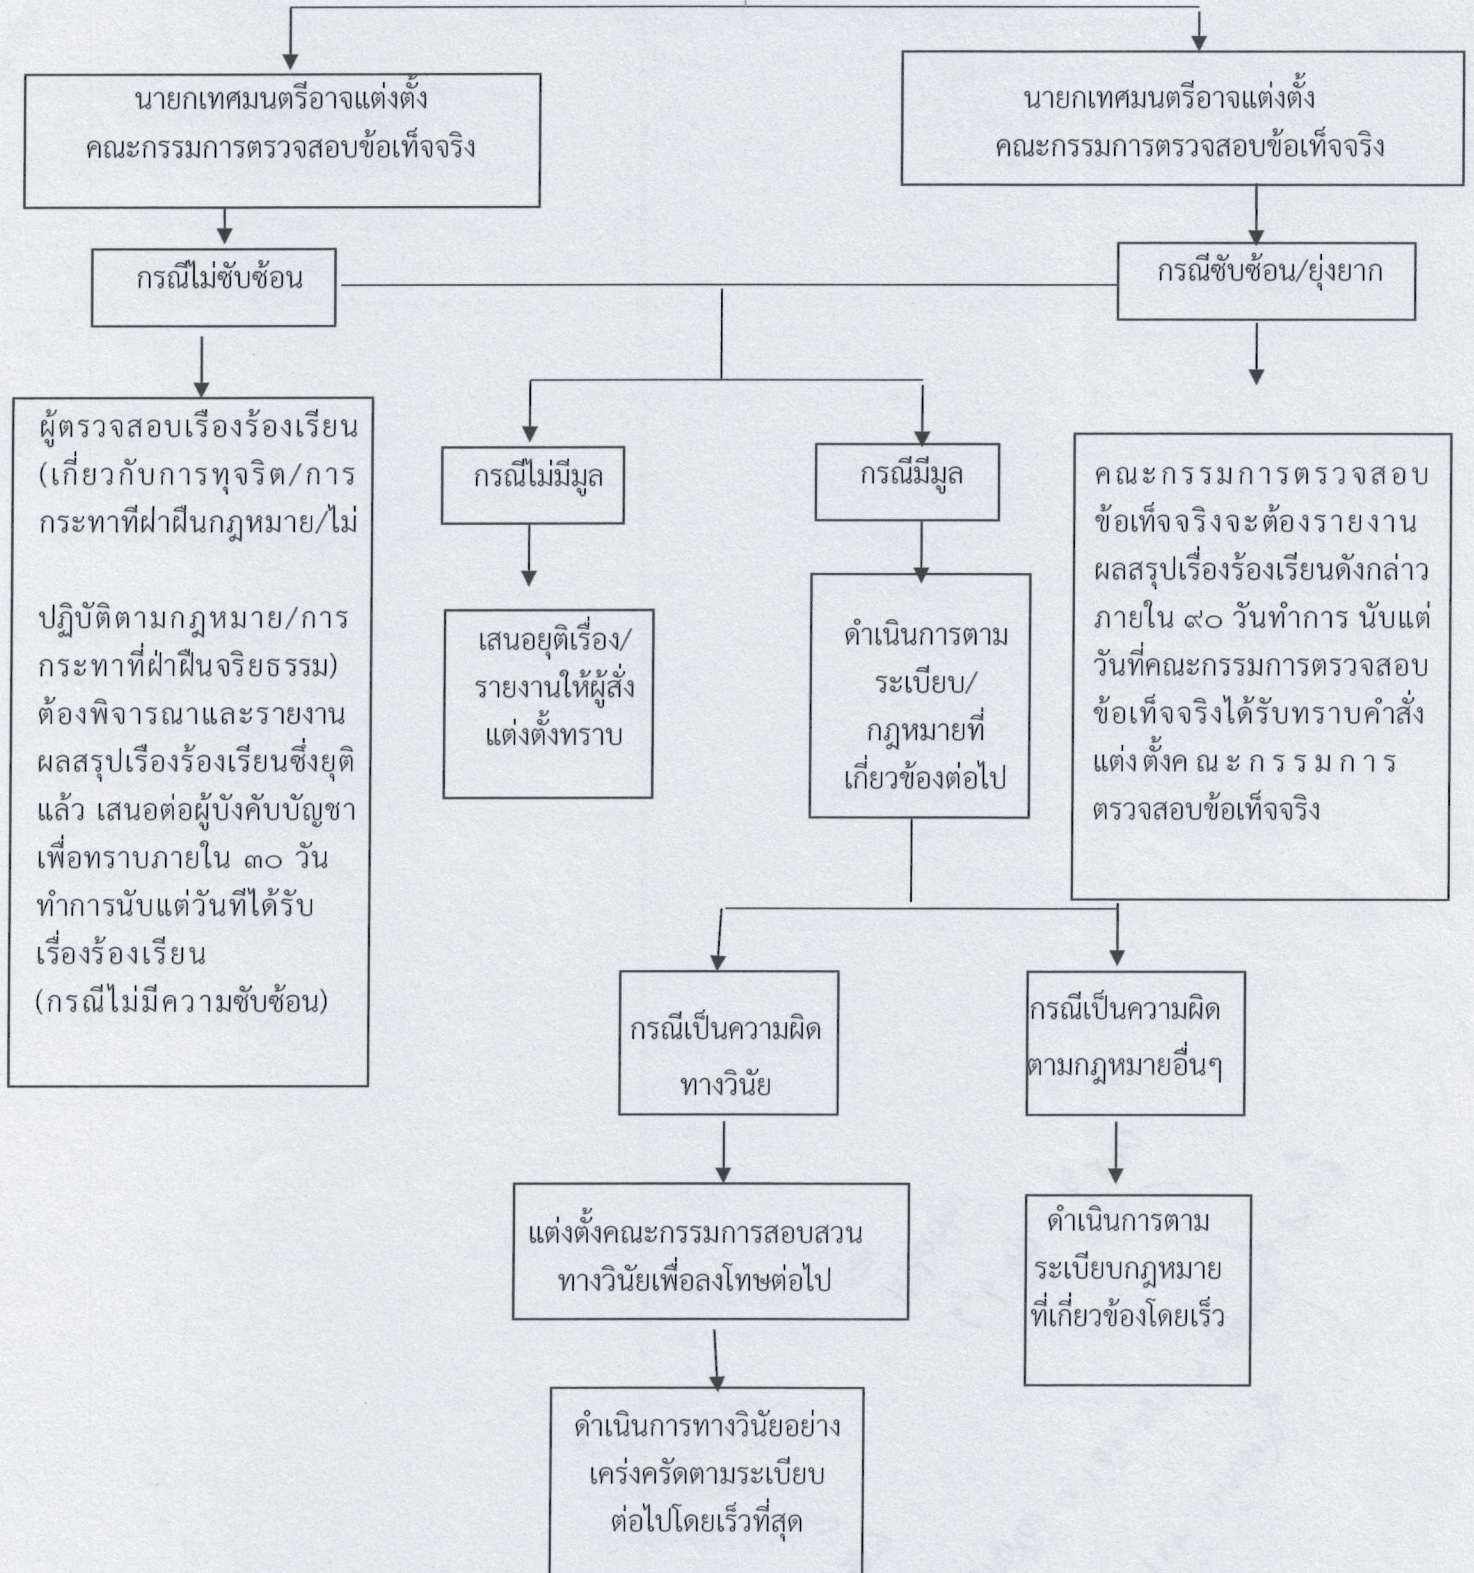 นายกเทศมนตรีอาจแต่งตั้ง
คณะกรรมการตรวจสอบข้อเท็จจริง
นายกเทศมนตรีอาจแต่งตั้ง
คณะกรรมการตรวจสอบข้อเท็จจริง
กรณีไม่ซับซ้อน
กรณีซับซ้อน/ยุ่งยาก
ผู้ตรวจสอบเรืองร้องเรียน
(เกี่ยวกับการทุจริต/การ
กระทาทีฝาฝืนกฎหมาย/ไม่
ปฏิบัติตามกฎหมาย/การ
กระทาที่ฝ่าฝืนจริยธรรม)
ต้องพิจารณาและรายงาน
ผลสรุปเรืองร้องเรียนซึ่งยุติ
แล้ว เสนอต่อผู้บังคับบัญชา
เพื่อทราบภายใน ๓๐ วัน
ทำการนับแต่วันทีได้รับ
เรื่องร้องเรียน
(กรณีไม่มีความซับซ้อน)
กรณีไม่มีมูล
กรณีมีมูล
เสนอยุติเรื่อง/
รายงานให้ผู้สั่ง
แต่งตั้งทราบ
ดำเนินการตาม
ระเบียบ/
กฎหมายที่
เกี่ยวข้องต่อไป
คณะกรรมการตรวจสอบ
ข้อเท็จจริงจะต้องรายงาน
ผลสรุปเรื่องร้องเรียนดังกล่าว
ภายใน ๙๐ วันทำการ นับแต่
วันที่คณะกรรมการตรวจสอบ
ข้อเท็จจริงได้รับทราบคำสั่ง
แต่งตั้งคณะกรรมการ
ตรวจสอบข้อเท็จจริง
กรณีเป็นความผิด
ทางวินัย
กรณีเป็นความผิด
ตามกฎหมายอื่นๆ
แต่งตั้งคณะกรรมการสอบสวน
ทางวินัยเพื่อลงโทษต่อไป
ดำเนินการตาม
ระเบียบกฎหมาย
ที่เกี่ยวข้องโดยเร็ว
ดำเนินการทางวินัยอย่าง
เคร่งครัดตามระเบียบ
ต่อไปโดยเร็วที่สุด